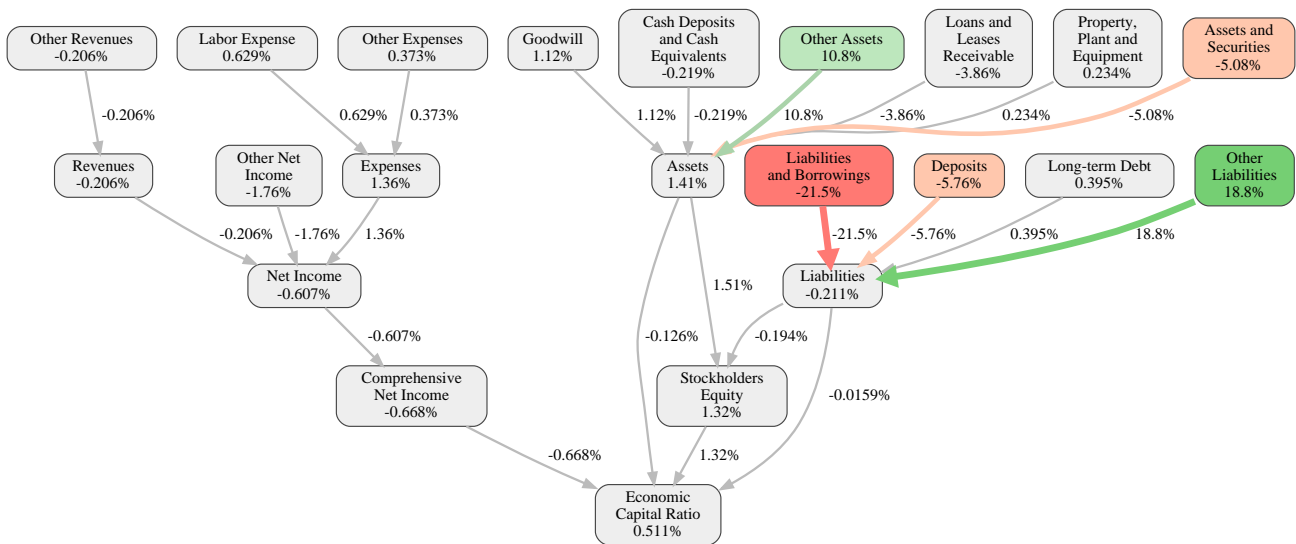 Other Revenues
-0.206%
Labor Expense
0.629%
Other Expenses
0.373%
Goodwill
1.12%
Cash Deposits
and Cash
Equivalents
-0.219%
Other Assets
10.8%
Loans and
Leases
Receivable
-3.86%
Property,
Plant and
Equipment
0.234%
Assets and
Securities
-5.08%
-0.206%
0.629%
0.373%
1.12%
-0.219%
10.8%
-3.86%
0.234%
-5.08%
Revenues
-0.206%
Other Net
Income
-1.76%
Expenses
1.36%
Assets
1.41%
Liabilities
and Borrowings
-21.5%
Deposits
-5.76%
Long-term Debt
0.395%
Other
Liabilities
18.8%
-0.206%
-1.76%
1.36%
-21.5%
-5.76%
0.395%
18.8%
Net Income
-0.607%
1.51%
Liabilities
-0.211%
-0.607%
-0.126%
-0.194%
Comprehensive
Net Income
-0.668%
Stockholders
Equity
1.32%
-0.0159%
-0.668%
1.32%
Economic
Capital Ratio
0.511%